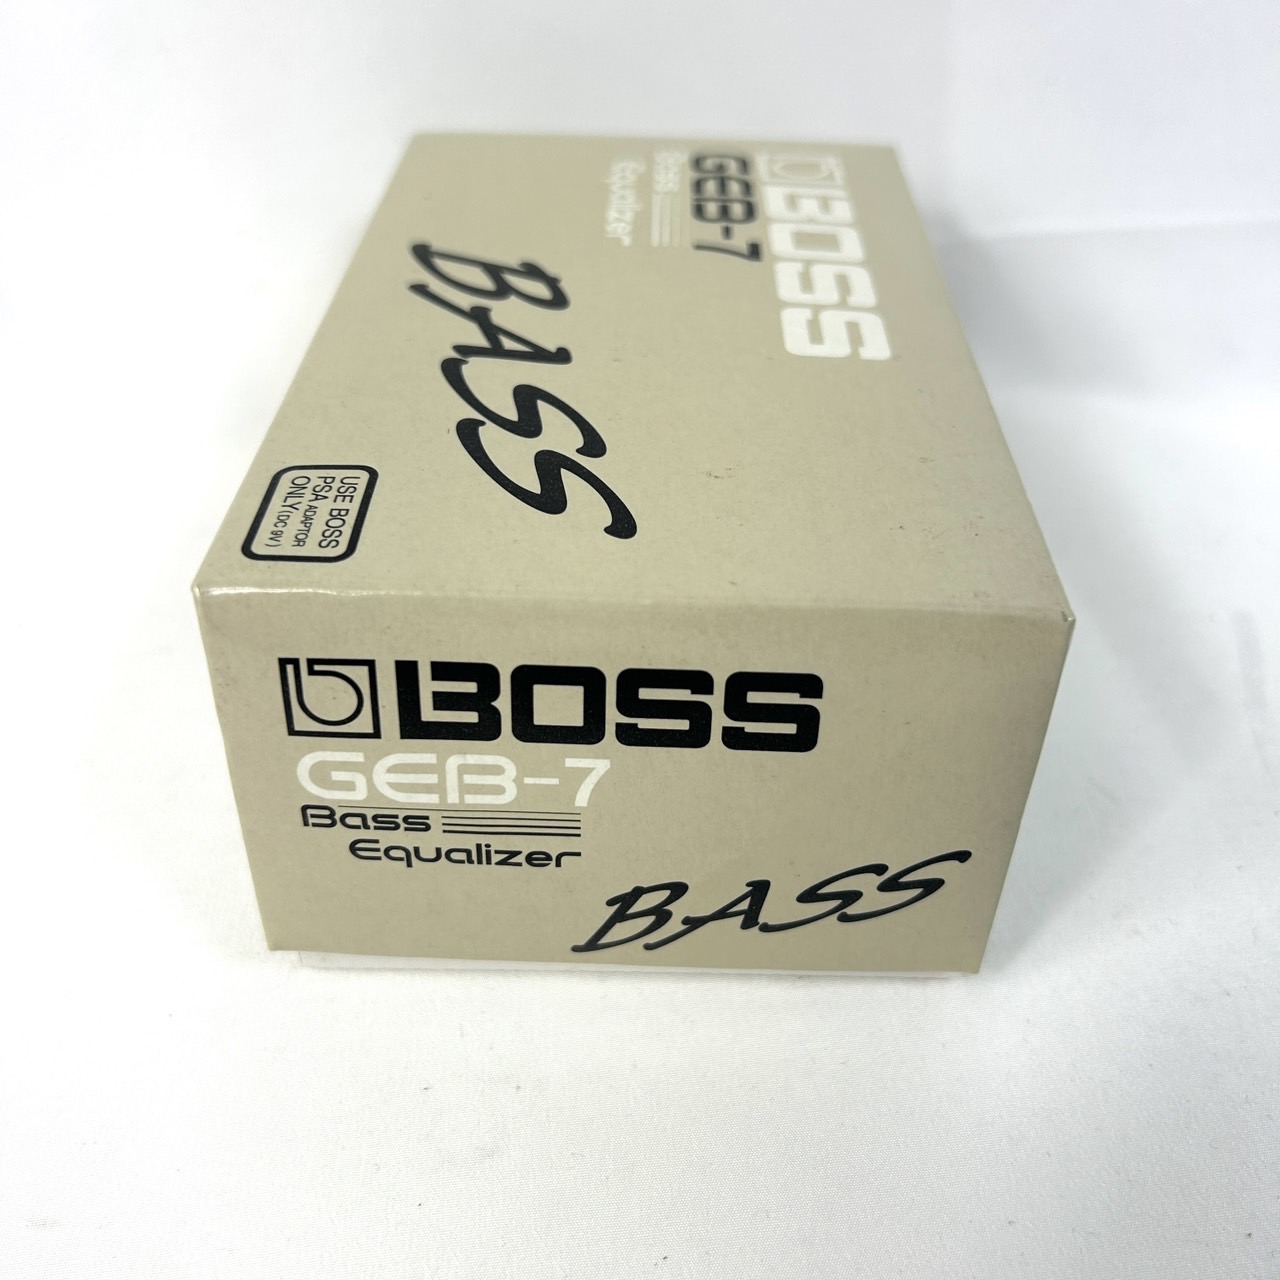 BOSS
GEB-7
Bass
Equalizer
BASS
USE BOSS
PSA ADAPTOR
ONLY (DC 9V)
BOSS
GEB-7
Bass
Equalizer
BASS